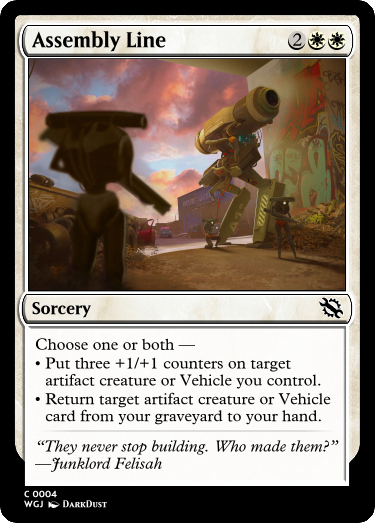 Assembly Line 2
Sorcery
Choose one or both —
• Put three +1/+1 counters on target
artifact creature or Vehicle you control.
• Return target artifact creature or Vehicle
card from your graveyard to your hand.
“They never stop building. Who made them?”
—Junklord Felisah
C 0004
WGJ DARKDUST